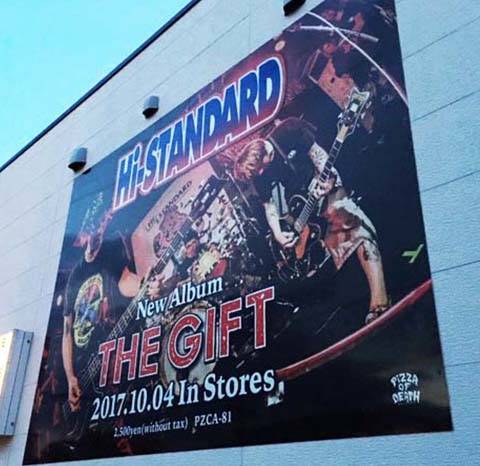 Hi-STANDARD
New Album
THE GIFT
2017.10.04 In Stores.
2.500yen(without tax) PZCA-81
PIZZA
OF
DEATH